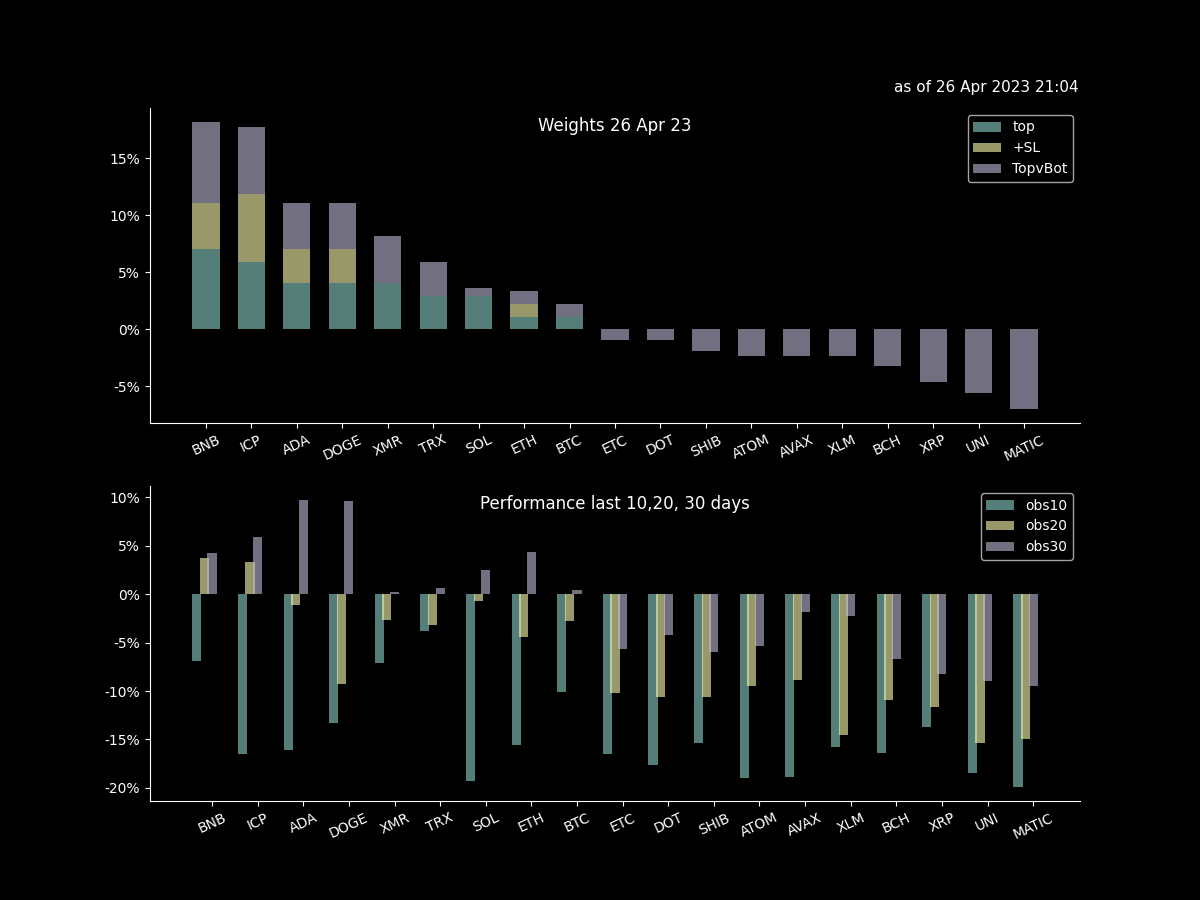 as of 26 Apr 2023 21:04
Weights 26 Apr 23
top
+SL
TopvBot
15%
10%
5%
0%
-5%
BNB ICP ADA DOGE XMR TRX SOL ETH BTC ETC DOT SHIB ATOM AVAX XLM BCH XRP UNI MATIC
Performance last 10,20, 30 days
obs10
obs20
obs30
10%
5%
0%
-5%
-10%
-15%
-20%
BNB ICP ADA DOGE XMR TRX SOL ETH BTC ETC DOT SHIB ATOM AVAX XLM BCH XRP UNI MATIC